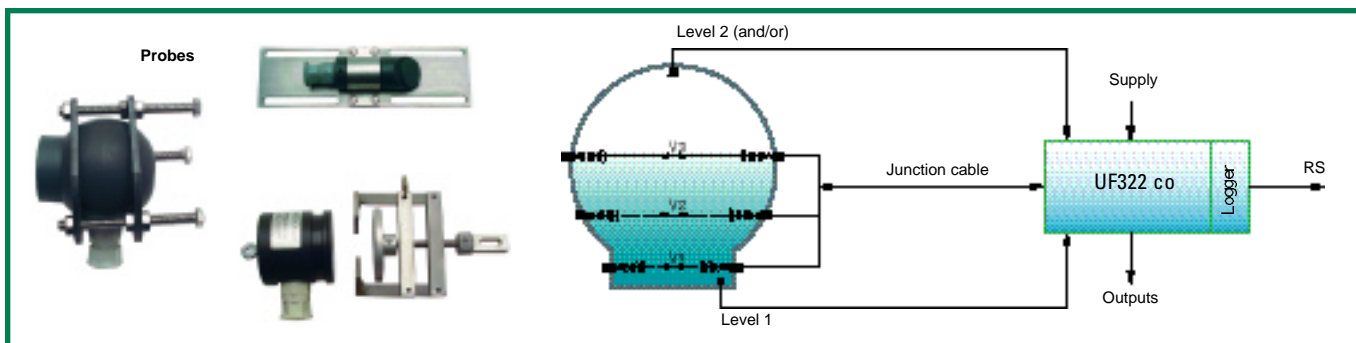 Probes
Level 2 (and/or)
Supply
V3
Junction cable
UF322 co
Logger
RS
V2
V1
Outputs
Level 1